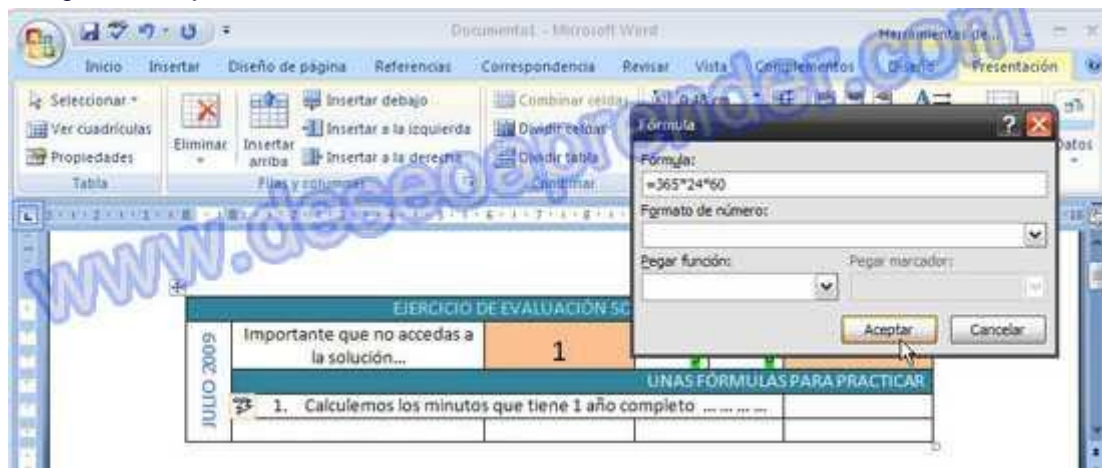 Documento1 - Microsoft Word
Herramientas de...
Inicio Insertar Diseño de página Referencias Correspondencia Revisar Vista Complementos Diseño Presentación
Seleccionar
Ver cuadrículas
Propiedades
Tabla
Eliminar
Insertar arriba
Insertar debajo
Insertar a la izquierda
Insertar a la derecha
Filas y columnas
Combinar celdas
Dividir celdas
Dividir tabla
Combinar
Datos
Fórmula
Fórmula:
=365*24*60
Formato de número:
Pegar función:
Pegar marcador:
Aceptar
Cancelar
www.deseoaprender.com
EJERCICIO DE EVALUACIÓN
JULIO 2009
Importante que no accedas a
la solución...
1
UNAS FÓRMULAS PARA PRACTICAR
1. Calculemos los minutos que tiene 1 año completo ... ... ... ...